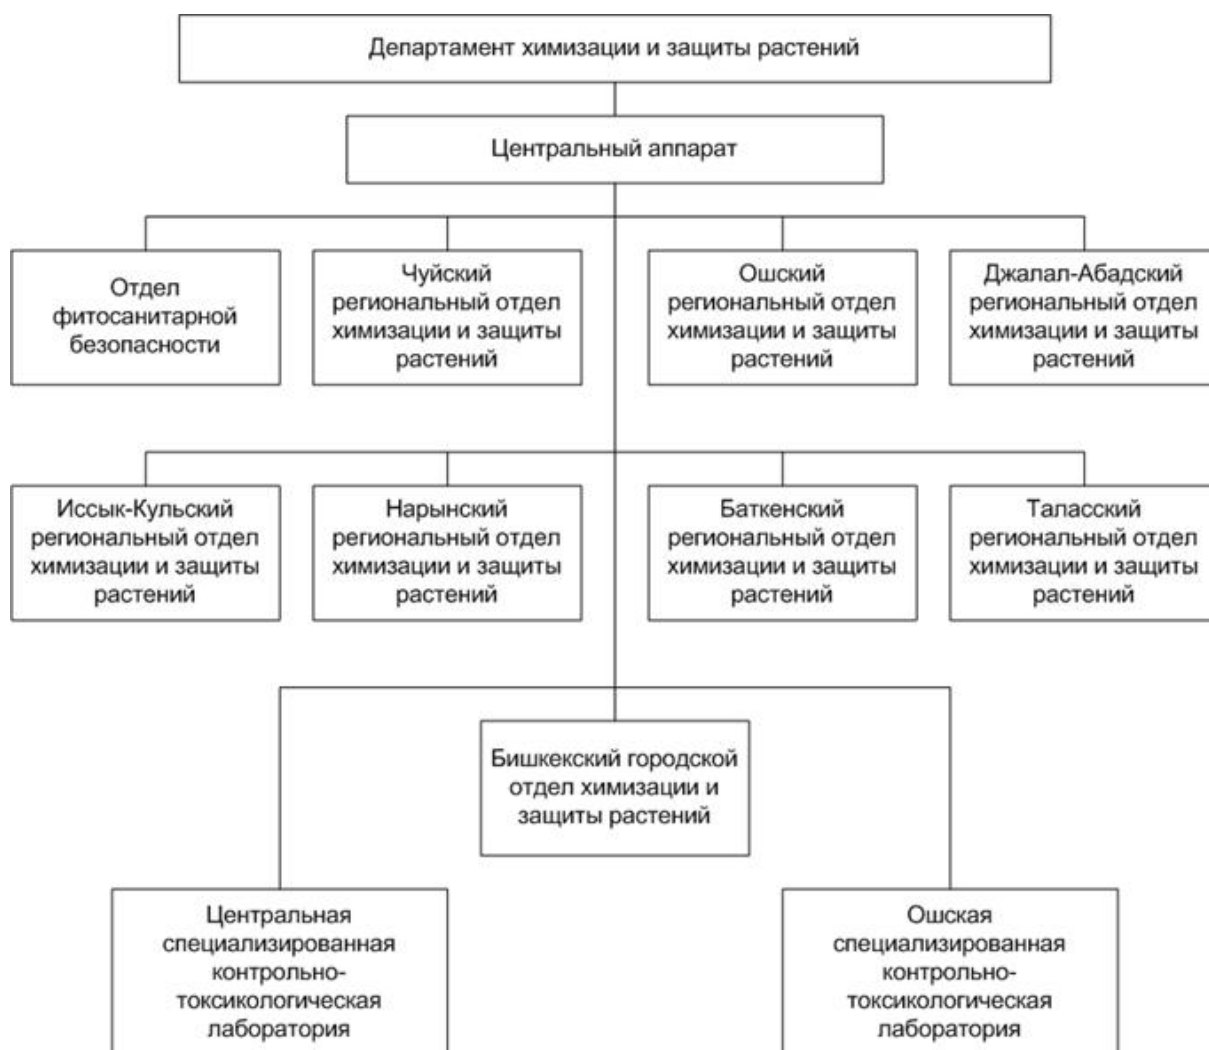 Департамент химизации и защиты растений
Центральный аппарат
Отдел
фитосанитарной
безопасности
Чуйский
региональный отдел
химизации и защиты
растений
Ошский
региональный отдел
химизации и защиты
растений
Джалал-Абадский
региональный отдел
химизации и защиты
растений
Иссык-Кульский
региональный отдел
химизации и защиты
растений
Нарынский
региональный отдел
химизации и защиты
растений
Баткенский
региональный отдел
химизации и защиты
растений
Таласский
региональный отдел
химизации и защиты
растений
Бишкекский городской
отдел химизации и
защиты растений
Центральная
специализированная
контрольно-
токсикологическая
лаборатория
Ошская
специализированная
контрольно-
токсикологическая
лаборатория